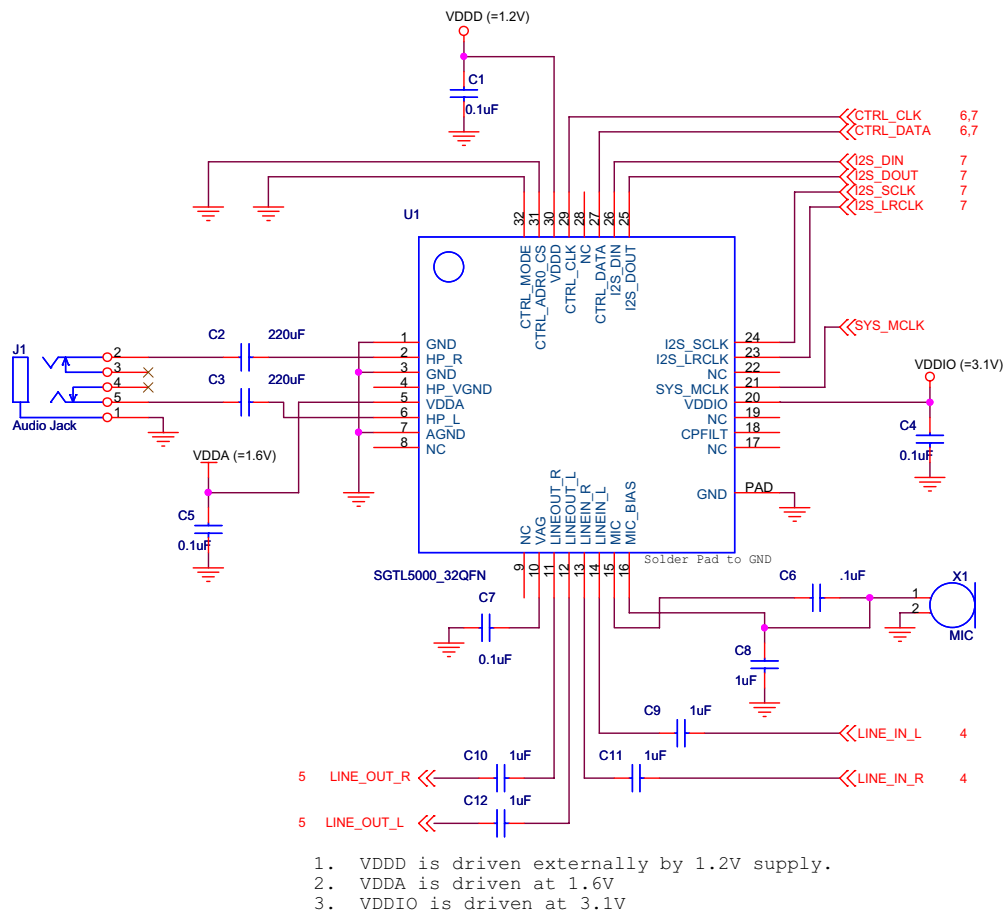 VDDD (=1.2V)
C1
0.1uF
CTRL_CLK 6,7
CTRL_DATA 6,7
I2S_DIN 7
I2S_DOUT 7
I2S_SCLK 7
I2S_LRCLK 7
U1
32 31 30 29 28 27 26 25
CTRL_MODE
CTRL_ADR0_CS
VDDD
CTRL_CLK
NC
CTRL_DATA
I2S_DIN
I2S_DOUT
SYS_MCLK
VDDIO (=3.1V)
C4
0.1uF
J1
2
3
4
5
1
Audio Jack
C2 220uF
C3 220uF
1 GND
2 HP_R
3 GND
4 HP_VGND
5 VDDA
6 HP_L
7 AGND
8 NC
I2S_SCLK 24
I2S_LRCLK 23
NC 22
SYS_MCLK 21
VDDIO 20
NC 19
CPFILT 18
NC 17
GND PAD
VDDA (=1.6V)
C5
0.1uF
NC
VAG
LINEOUT_R
LINEOUT_L
LINEIN_R
LINEIN_L
MIC
MIC_BIAS
9 10 11 12 13 14 15 16
Solder Pad to GND
SGTL5000_32QFN
C6 .1uF
X1
1
2
MIC
C7
0.1uF
C8
1uF
C9 1uF
LINE_IN_L 4
C10 1uF
C11 1uF
5 LINE_OUT_R
LINE_IN_R 4
C12 1uF
5 LINE_OUT_L
1. VDDD is driven externally by 1.2V supply.
2. VDDA is driven at 1.6V
3. VDDIO is driven at 3.1V